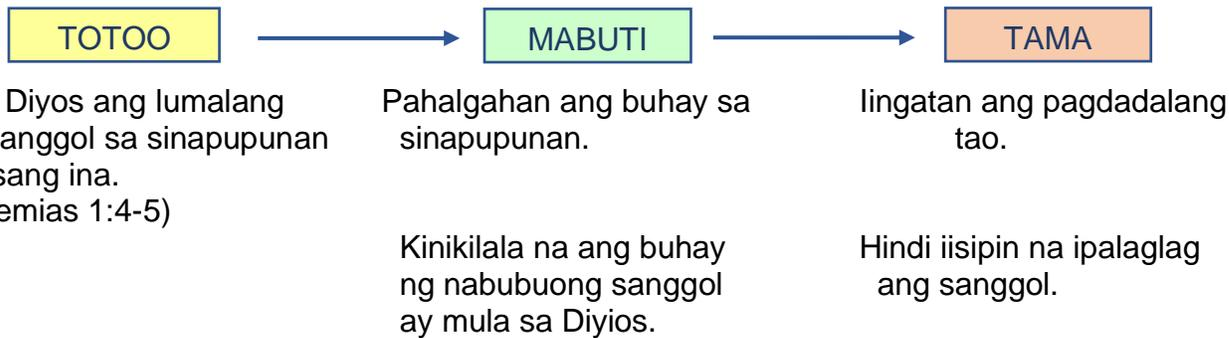 TOTOO
MABUTI
TAMA
Diyos ang lumalang
anggol sa sinapupunan
sang ina.
emias 1:4-5)
Pahalgahan ang buhay sa
sinapupunan.
Kinikilala na ang buhay
ng nabubuong sanggol
ay mula sa Diyios.
Iingatan ang pagdadalang
tao.
Hindi iisipin na ipalaglag
ang sanggol.